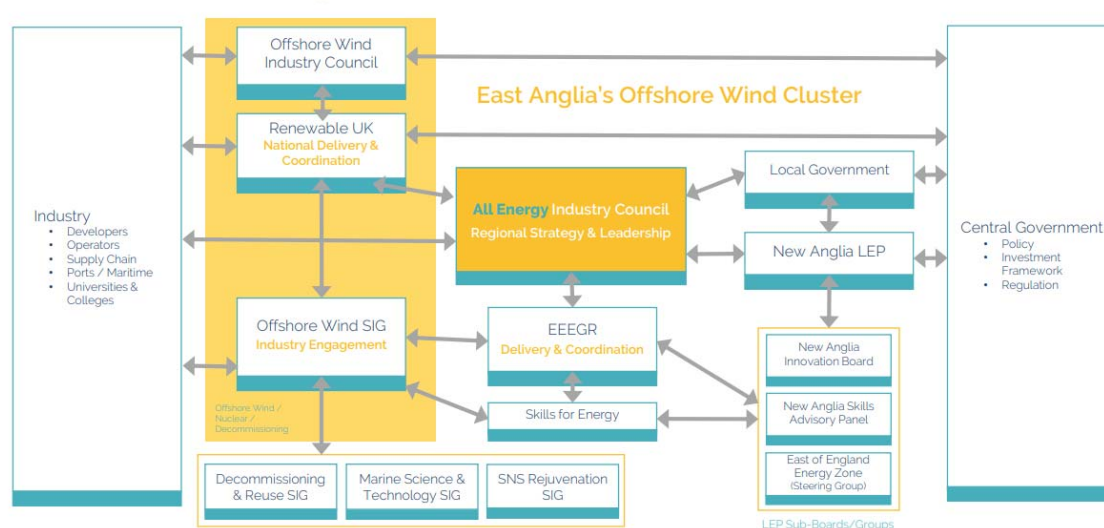 Offshore Wind
Industry Council
East Anglia's Offshore Wind Cluster
Renewable UK
National Delivery &
Coordination
Local Government
All Energy Industry Council
Regional Strategy & Leadership
Industry
• Developers
• Operators
• Supply Chain
• Ports / Maritime
• Universities &
Colleges
New Anglia LEP
Central Government
• Policy
• Investment
Framework
• Regulation
Offshore Wind SIG
Industry Engagement
EEEGR
Delivery & Coordination
New Anglia
Innovation Board
Offshore Wind /
Nuclear /
Decommissioning
Skills for Energy
New Anglia Skills
Advisory Panel
East of England
Energy Zone
(Steering Group)
Decommissioning
& Reuse SIG
Marine Science &
Technology SIG
SNS Rejuvenation
SIG
LEP Sub-Boards/Groups